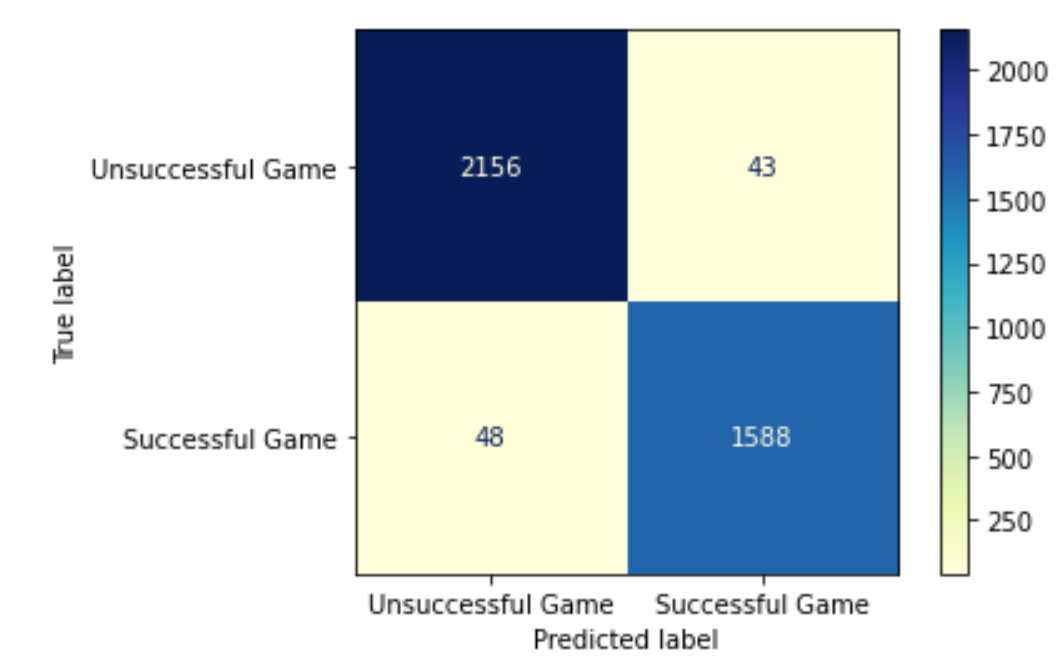 2000
1750
1500
1250
1000
750
500
250
True label
Unsuccessful Game
2156
43
Successful Game
48
1588
Unsuccessful Game
Successful Game
Predicted label